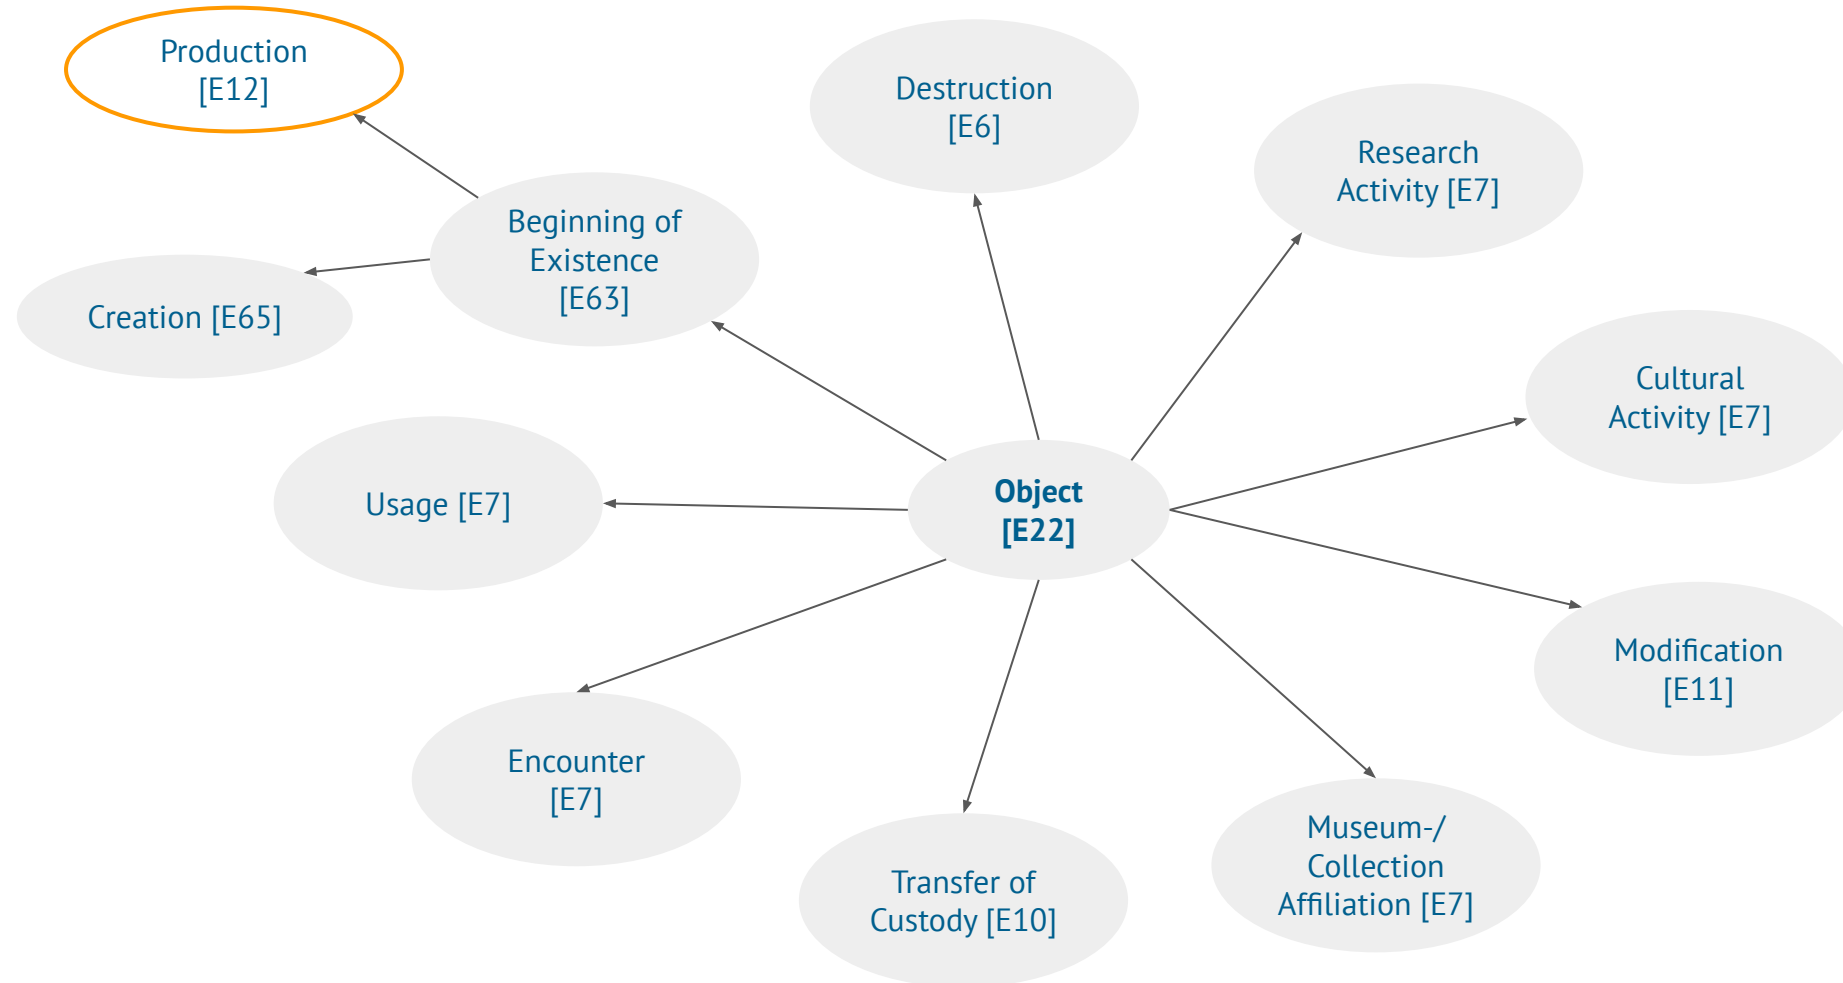 Production
[E12]
Destruction
[E6]
Research
Activity [E7]
Beginning of
Existence
[E63]
Creation [E65]
Cultural
Activity [E7]
Usage [E7]
Object
[E22]
Modification
[E11]
Encounter
[E7]
Museum-/
Collection
Affiliation [E7]
Transfer of
Custody [E10]